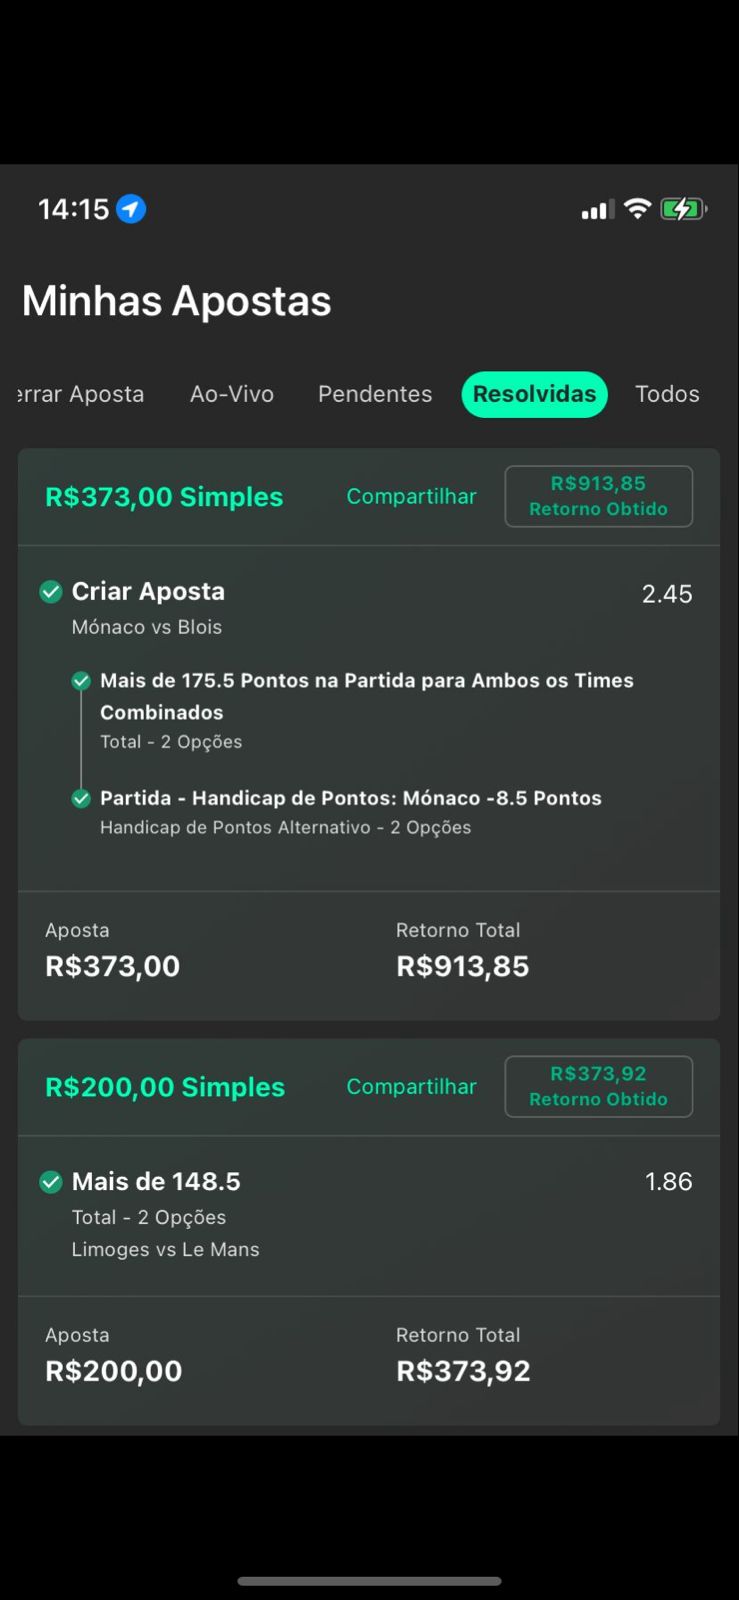 14:15
Minhas Apostas
errar Aposta Ao-Vivo Pendentes Resolvidas Todos
R$373,00 Simples Compartilhar R$913,85
Retorno Obtido
Criar Aposta 2.45
Mónaco vs Blois
Mais de 175.5 Pontos na Partida para Ambos os Times
Combinados
Total - 2 Opções
Partida - Handicap de Pontos: Mónaco -8.5 Pontos
Handicap de Pontos Alternativo - 2 Opções
Aposta Retorno Total
R$373,00 R$913,85
R$200,00 Simples Compartilhar R$373,92
Retorno Obtido
Mais de 148.5 1.86
Total - 2 Opções
Limoges vs Le Mans
Aposta Retorno Total
R$200,00 R$373,92